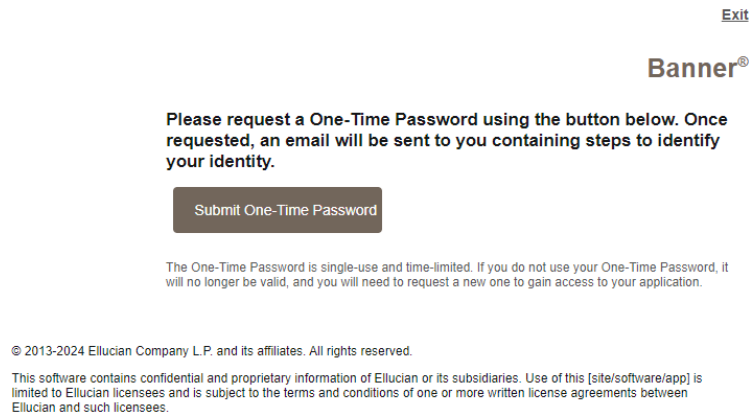 Exit
Banner®
Please request a One-Time Password using the button below. Once
requested, an email will be sent to you containing steps to identify
your identity.
Submit One-Time Password
The One-Time Password is single-use and time-limited. If you do not use your One-Time Password, it
will no longer be valid, and you will need to request a new one to gain access to your application.
© 2013-2024 Ellucian Company L.P. and its affiliates. All rights reserved.
This software contains confidential and proprietary information of Ellucian or its subsidiaries. Use of this [site/software/app] is
limited to Ellucian licensees and is subject to the terms and conditions of one or more written license agreements between
Ellucian and such licensees.